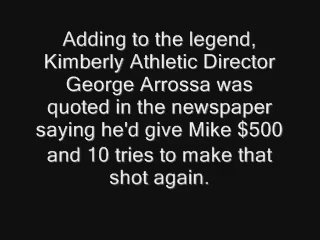 Adding to the legend,
Kimberly Athletic Director
George Arrossa was
quoted in the newspaper
saying he'd give Mike $500
and 10 tries to make that
shot again.